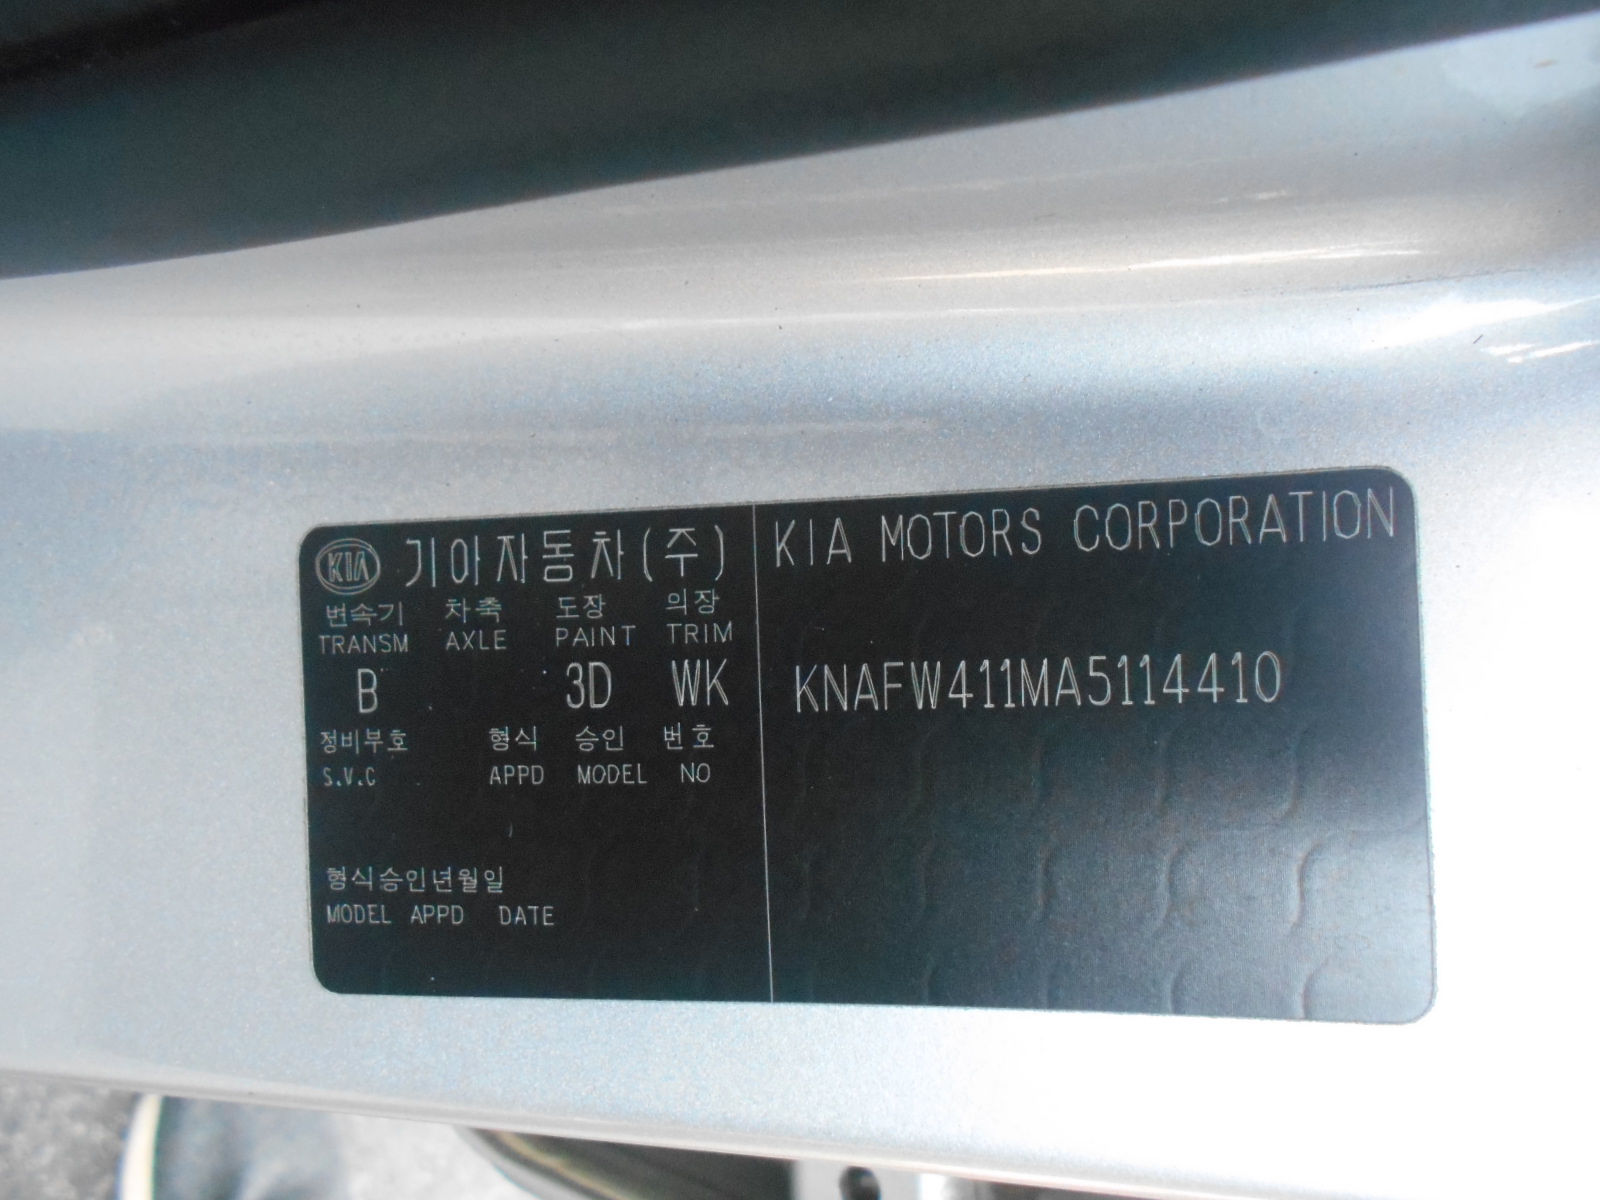 KIA 기아자동차(주)
변속기 차축 도장 의장
TRANSM AXLE PAINT TRIM
B 3D WK
정비부호 형식 승인 번호
S.V.C APPD MODEL NO
형식승인년월일
MODEL APPD DATE
KIA MOTORS CORPORATION
KNAFW411MA5114410